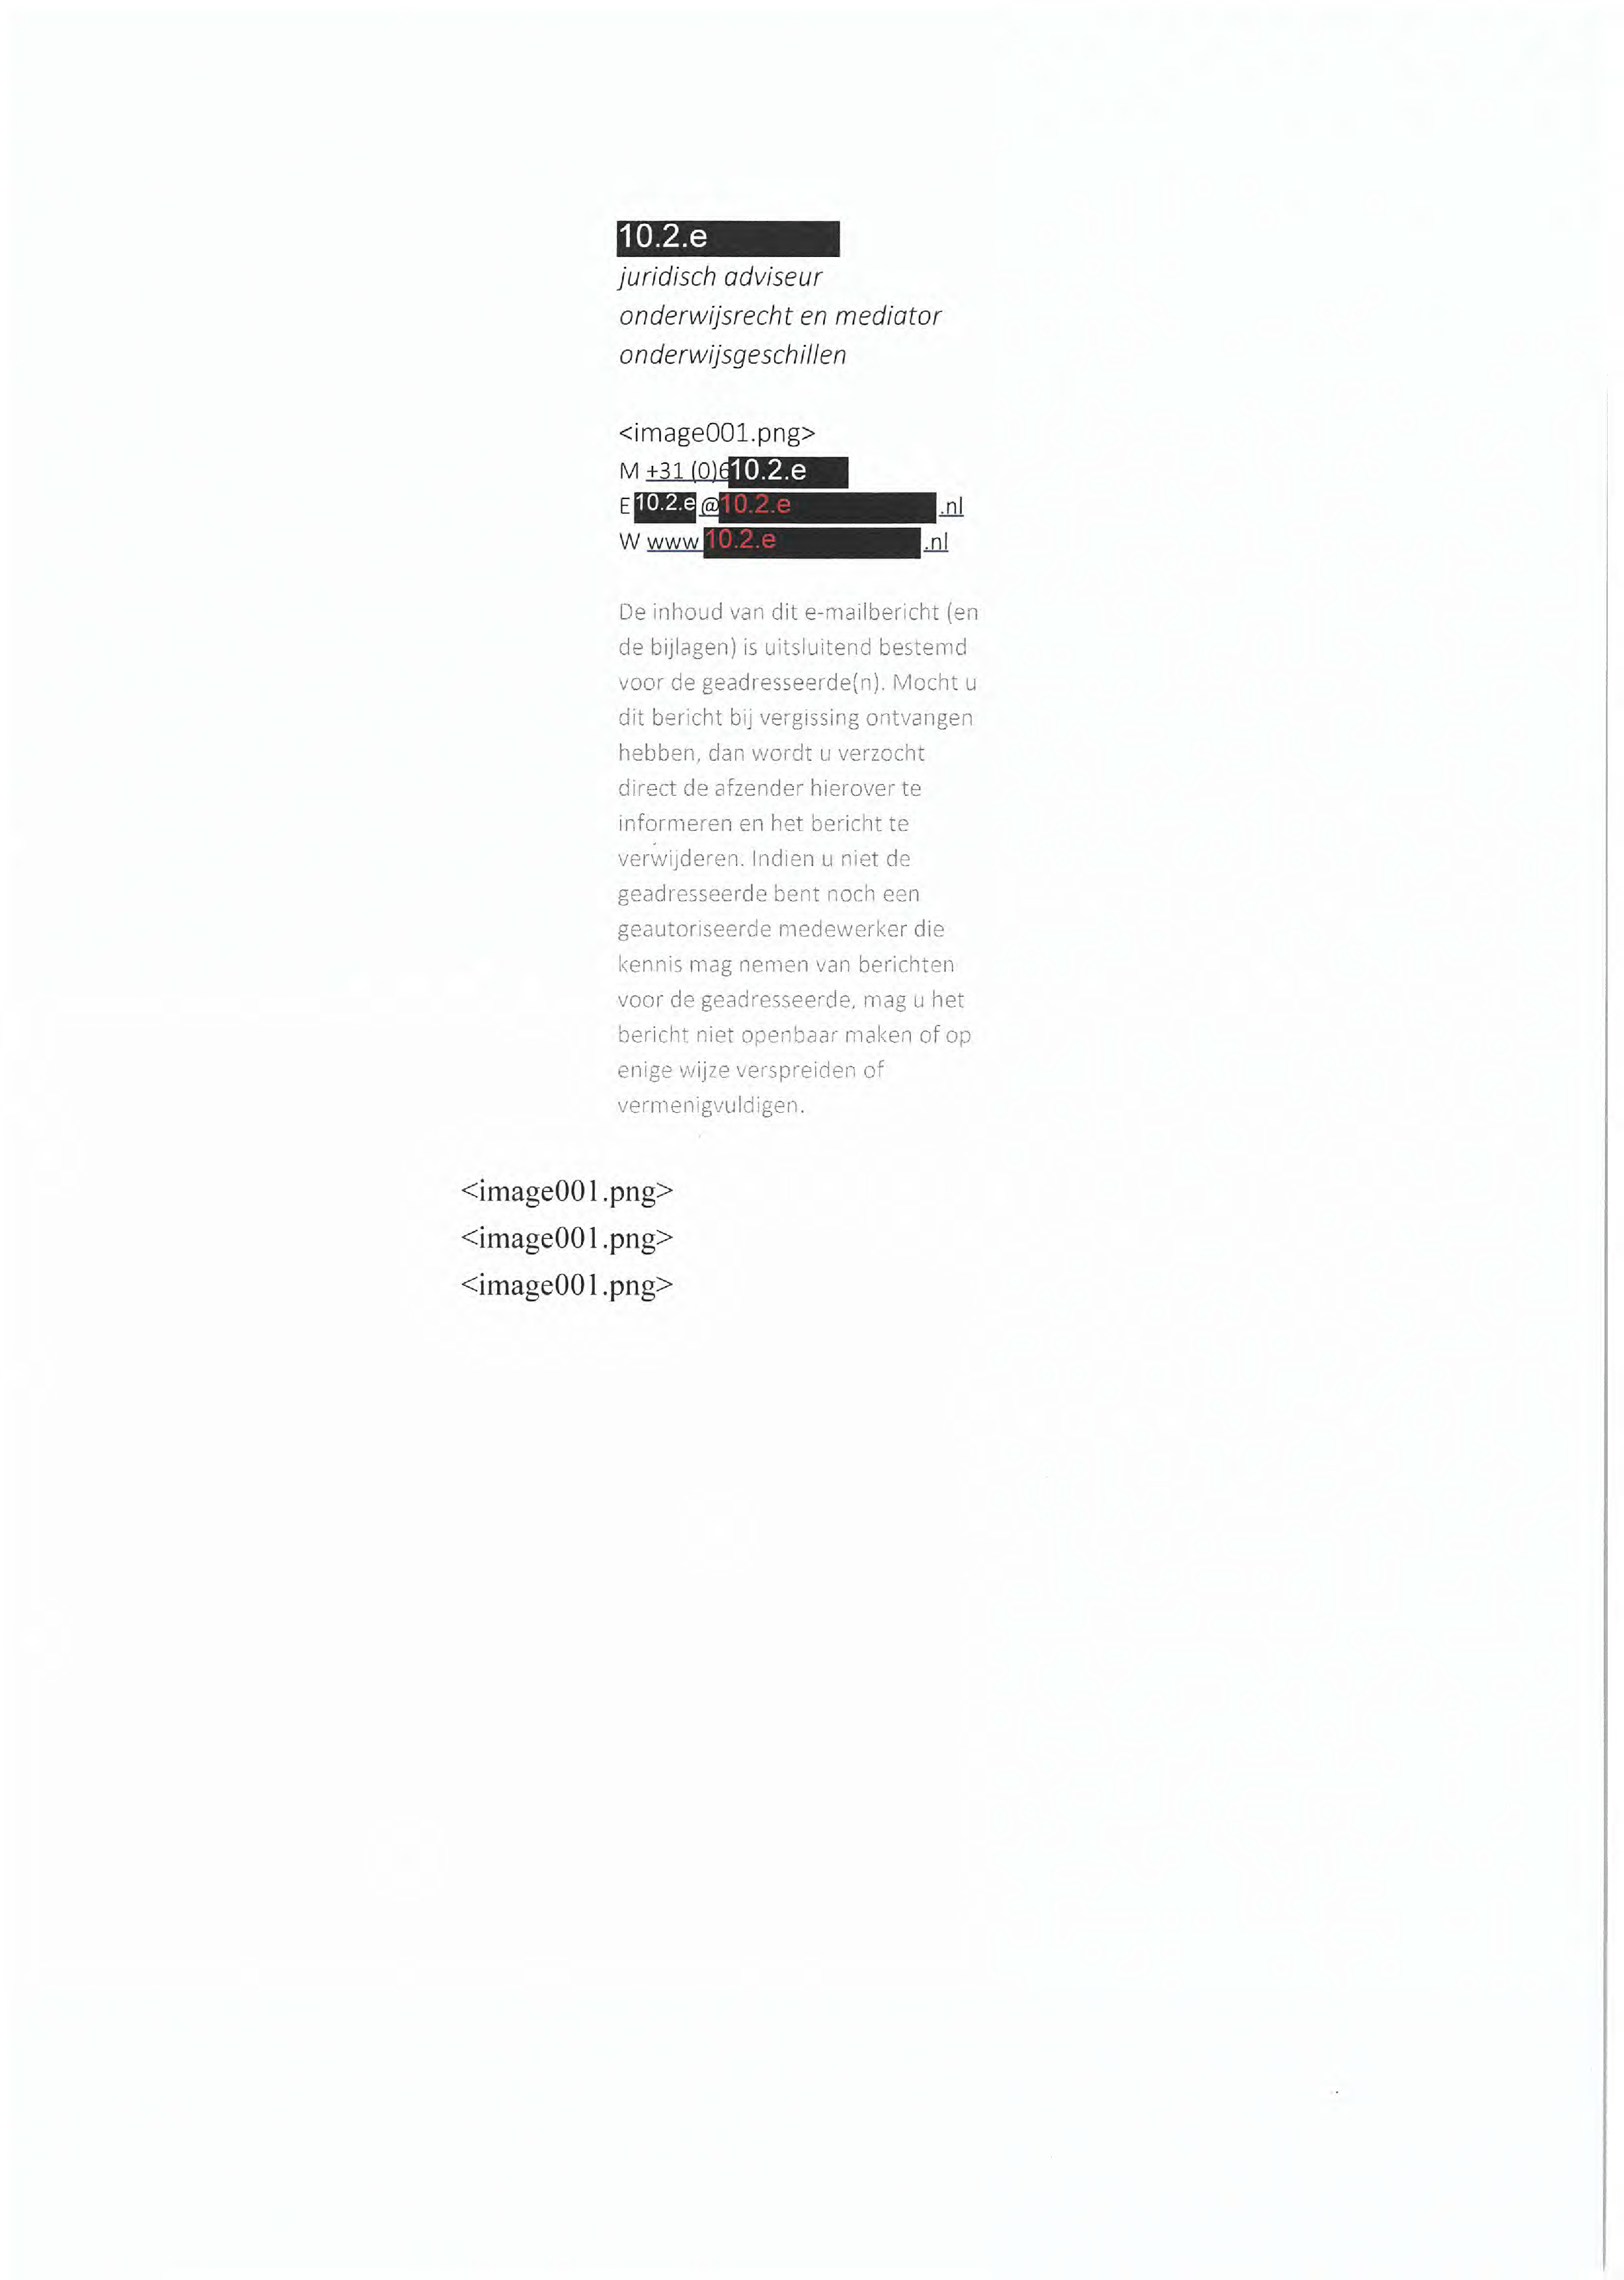 10.2.e
juridisch adviseur
onderwijsrecht en mediator
onderwijsgeschillen
<image001.png>
M +31 (0)610.2.e
E 10.2.e@10.2.e.nl
W www.10.2.e.nl
De inhoud van dit e-mailbericht (en
de bijlagen) is uitsluitend bestemd
voor de geadresseerde(n). Mocht u
dit bericht bij vergissing ontvangen
hebben, dan wordt u verzocht
direct de afzender hierover te
informeren en het bericht te
verwijderen. Indien u niet de
geadresseerde bent noch een
geautoriseerde medewerker die
kennis mag nemen van berichten
voor de geadresseerde, mag u het
bericht niet openbaar maken of op
enige wijze verspreiden of
vermenigvuldigen.
<image001.png>
<image001.png>
<image001.png>